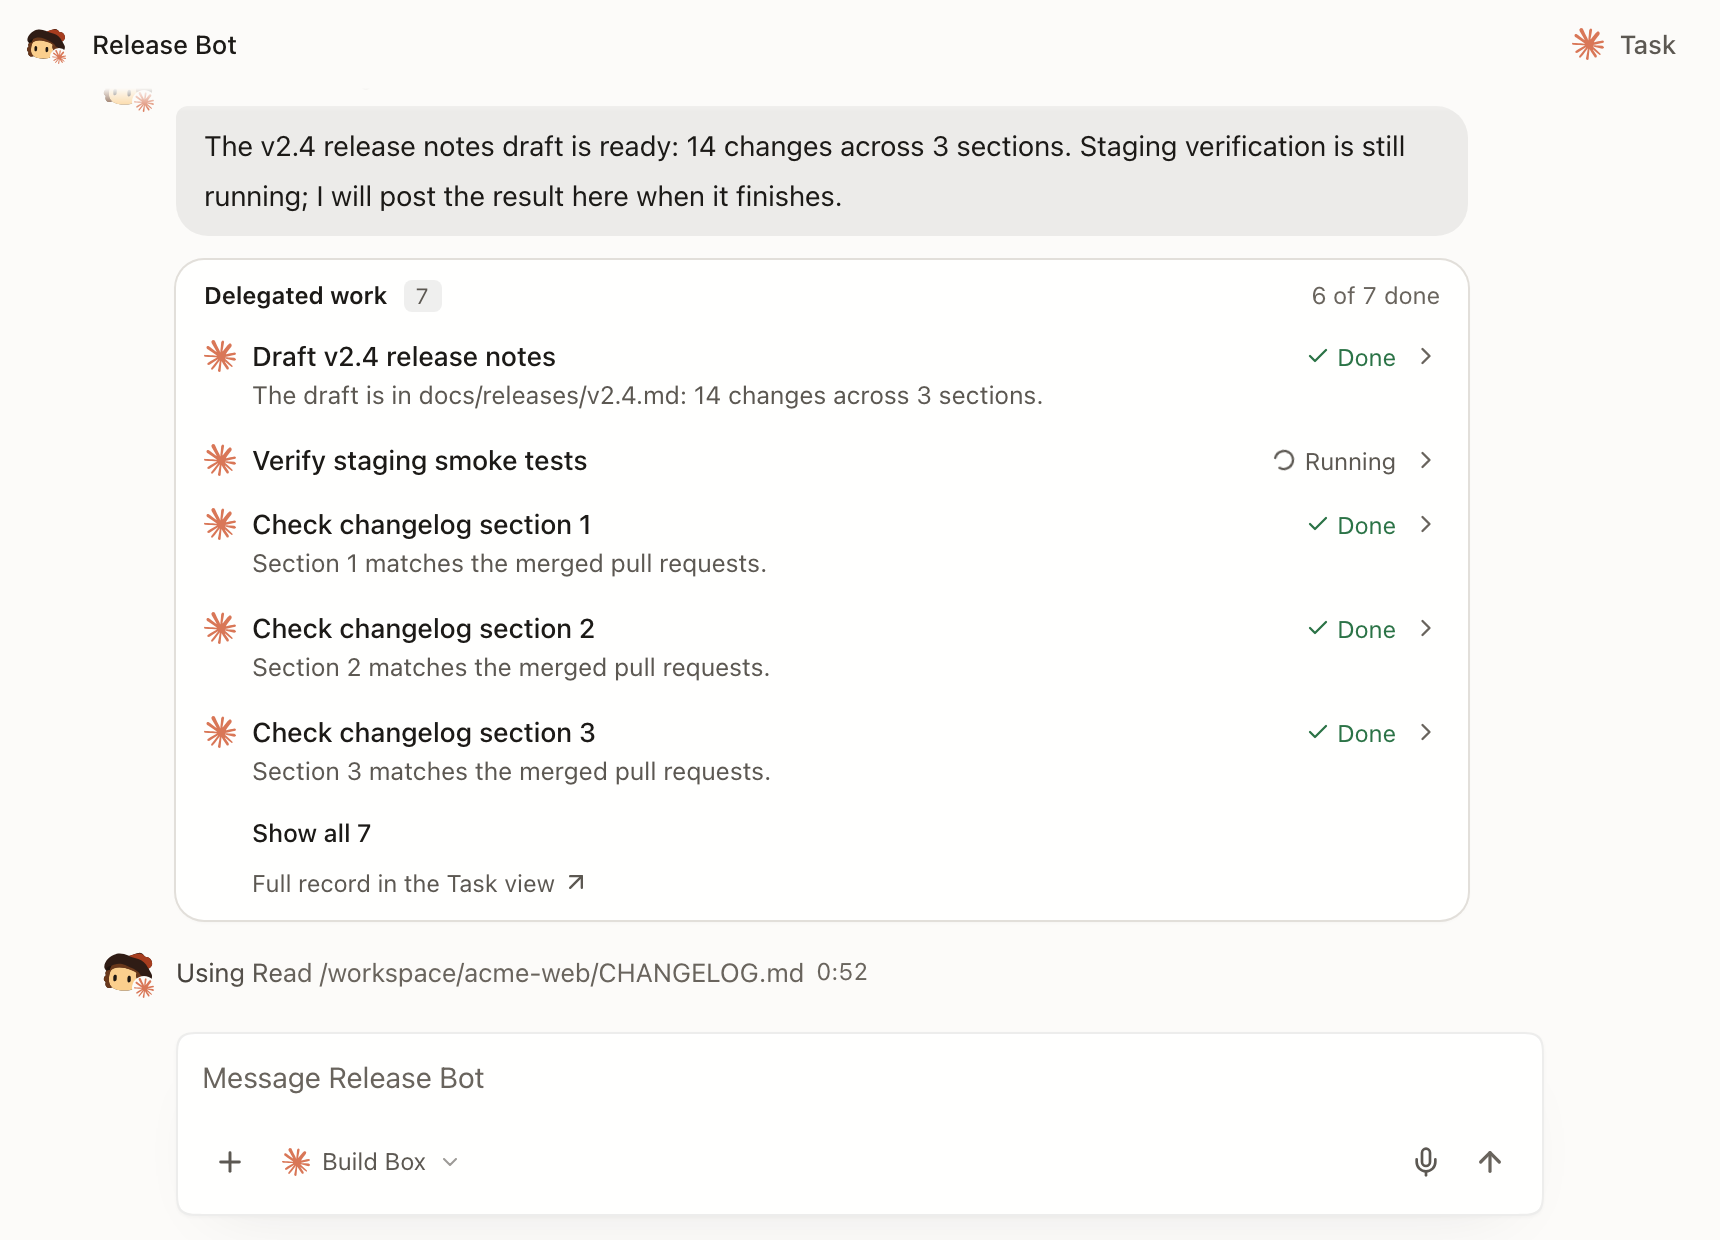 Release Bot
Task
The v2.4 release notes draft is ready: 14 changes across 3 sections. Staging verification is still
running; I will post the result here when it finishes.
Delegated work 7
6 of 7 done
Draft v2.4 release notes
Done
The draft is in docs/releases/v2.4.md: 14 changes across 3 sections.
Verify staging smoke tests
Running
Check changelog section 1
Done
Section 1 matches the merged pull requests.
Check changelog section 2
Done
Section 2 matches the merged pull requests.
Check changelog section 3
Done
Section 3 matches the merged pull requests.
Show all 7
Full record in the Task view
Using Read /workspace/acme-web/CHANGELOG.md 0:52
Message Release Bot
Build Box